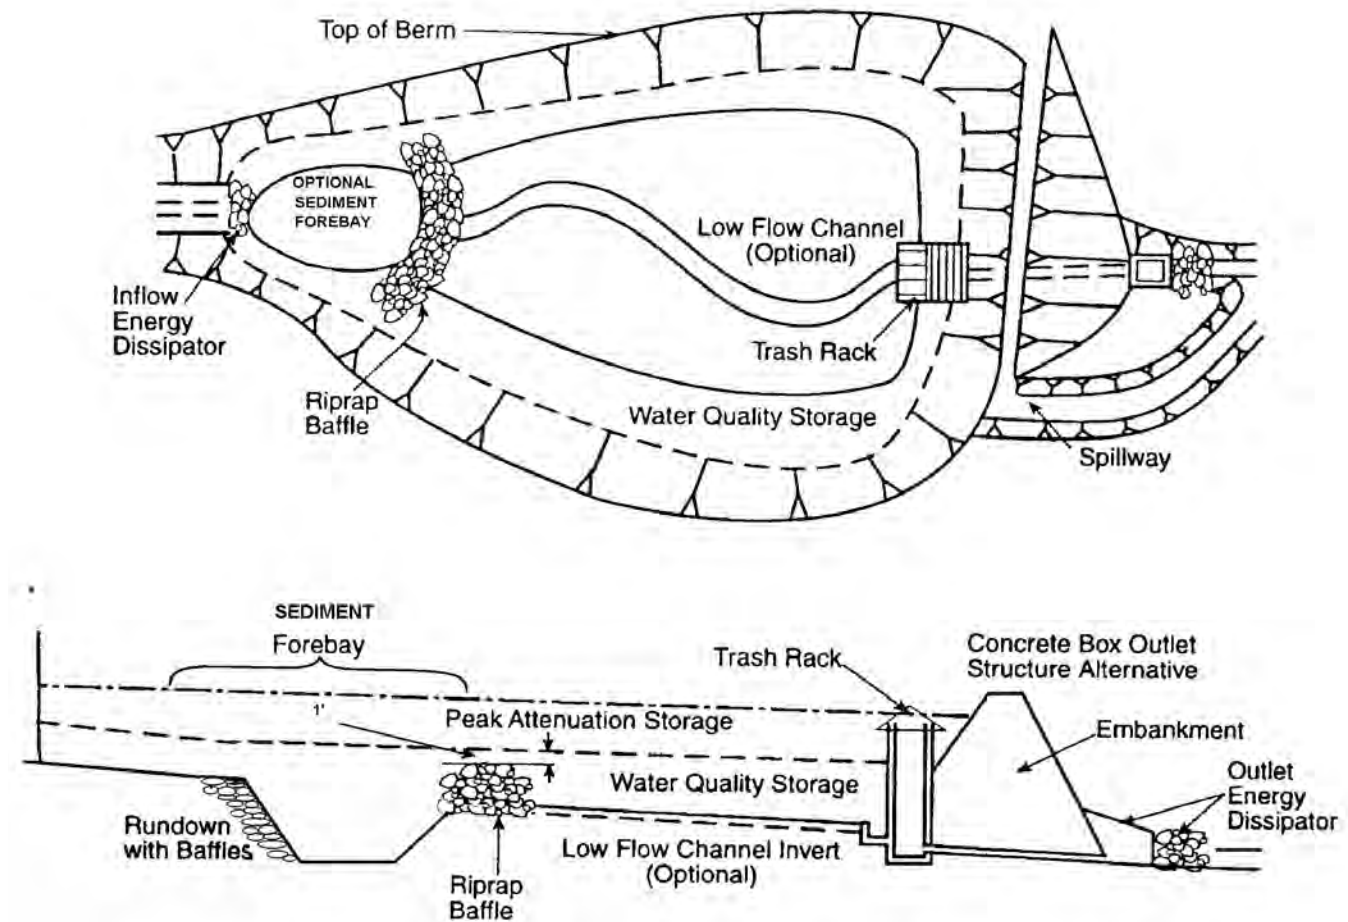 Top of Berm
OPTIONAL
SEDIMENT
FOREBAY
Low Flow Channel
(Optional)
Inflow
Energy
Dissipator
Trash Rack
Riprap
Baffle
Water Quality Storage
Spillway
SEDIMENT
Forebay
Trash Rack
Concrete Box Outlet
Structure Alternative
1'
Peak Attenuation Storage
Embankment
Water Quality Storage
Outlet
Energy
Dissipator
Rundown
with Baffles
Low Flow Channel Invert
(Optional)
Riprap
Baffle